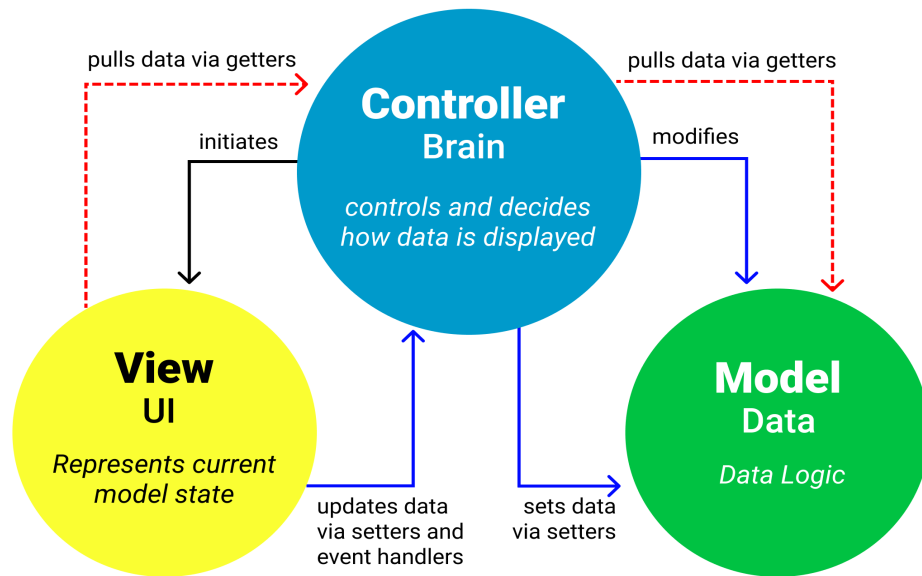 pulls data via getters
pulls data via getters
Controller
Brain
initiates
modifies
controls and decides
how data is displayed
View
UI
Represents current
model state
Model
Data
Data Logic
updates data
via setters and
event handlers
sets data
via setters